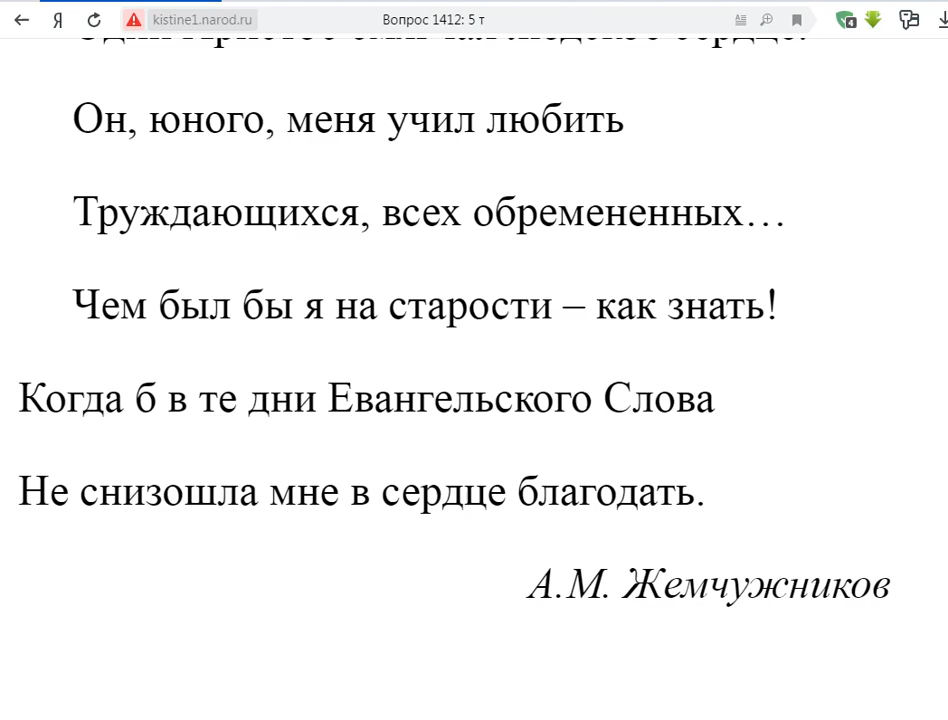 Я kistine1.narod.ru Вопрос 1412: 5 т 4
Он, юного, меня учил любить
Труждающихся, всех обремененных…
Чем был бы я на старости – как знать!
Когда б в те дни Евангельского Слова
Не снизошла мне в сердце благодать.
А.М. Жемчужников